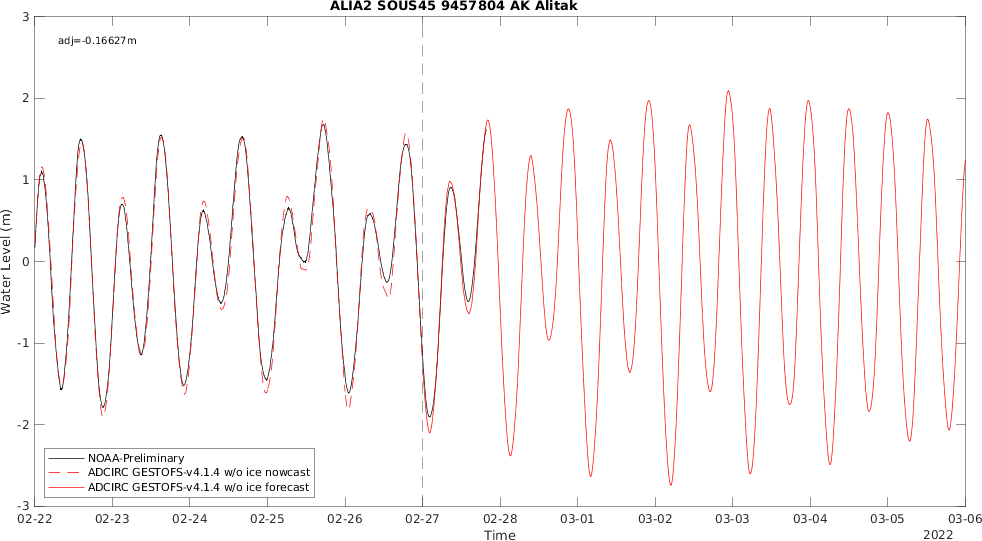 ALIA2 SOUS45 9457804 AK Alitak
adj=-0.16627m
3
2
1
0
-1
-2
-3
Water Level (m)
NOAA-Preliminary
ADCIRC GESTOFS-v4.1.4 w/o ice nowcast
ADCIRC GESTOFS-v4.1.4 w/o ice forecast
02-22 02-23 02-24 02-25 02-26 02-27 02-28 03-01 03-02 03-03 03-04 03-05 03-06
Time
2022